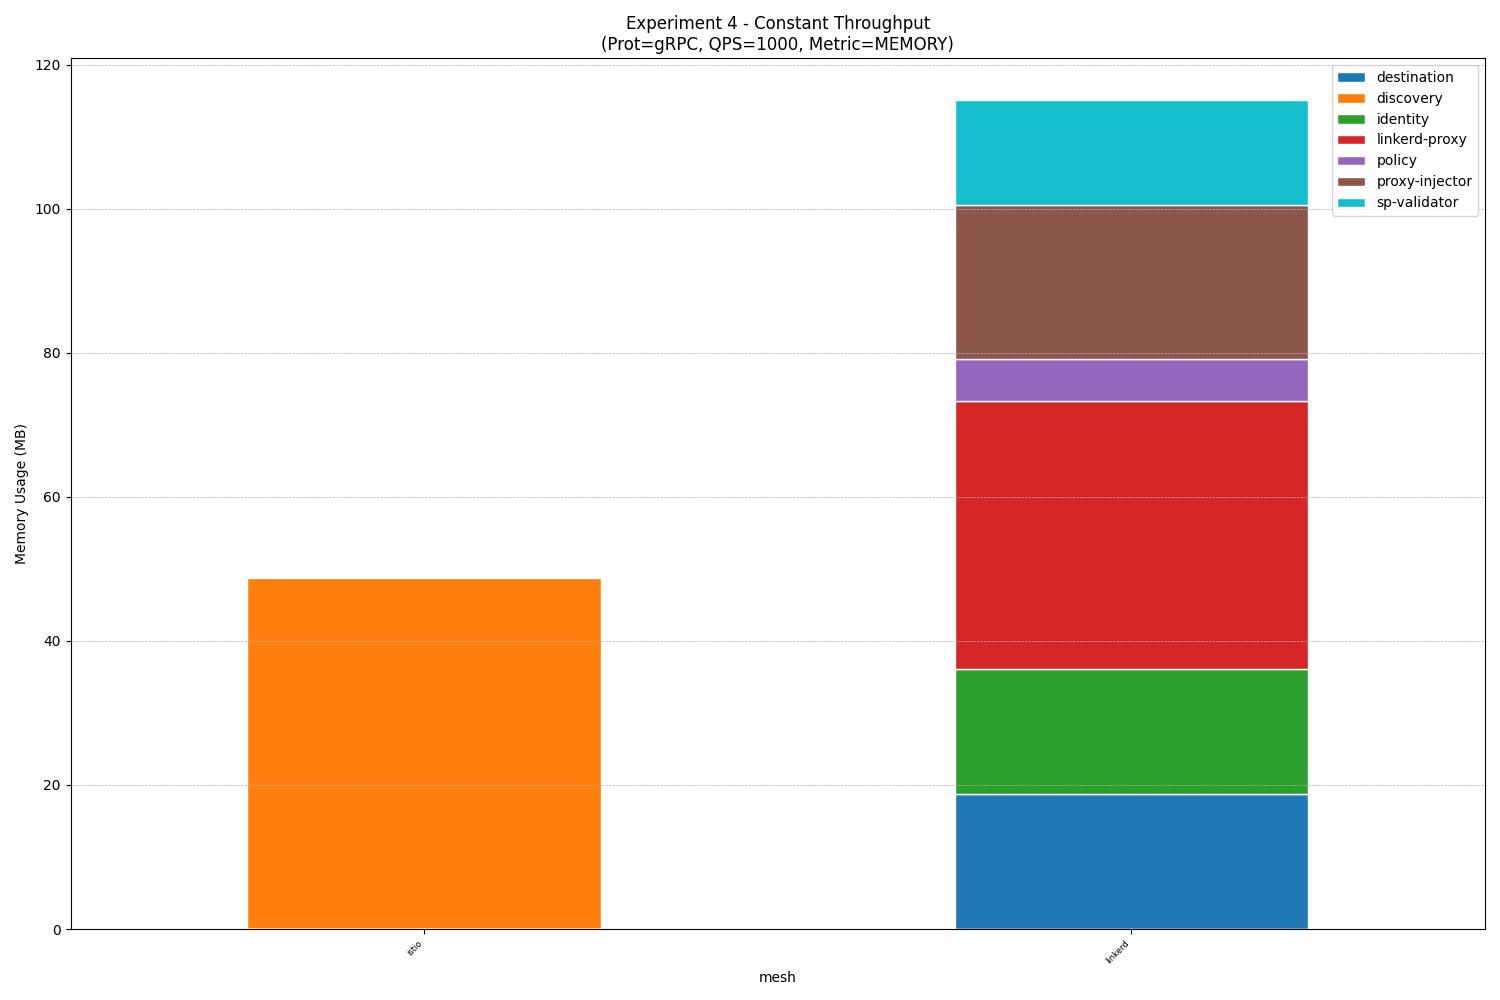 Experiment 4 - Constant Throughput
(Prot=gRPC, QPS=1000, Metric=MEMORY)
120
100
80
60
40
20
0
Memory Usage (MB)
destination
discovery
identity
linkerd-proxy
policy
proxy-injector
sp-validator
istio
linkerd
mesh